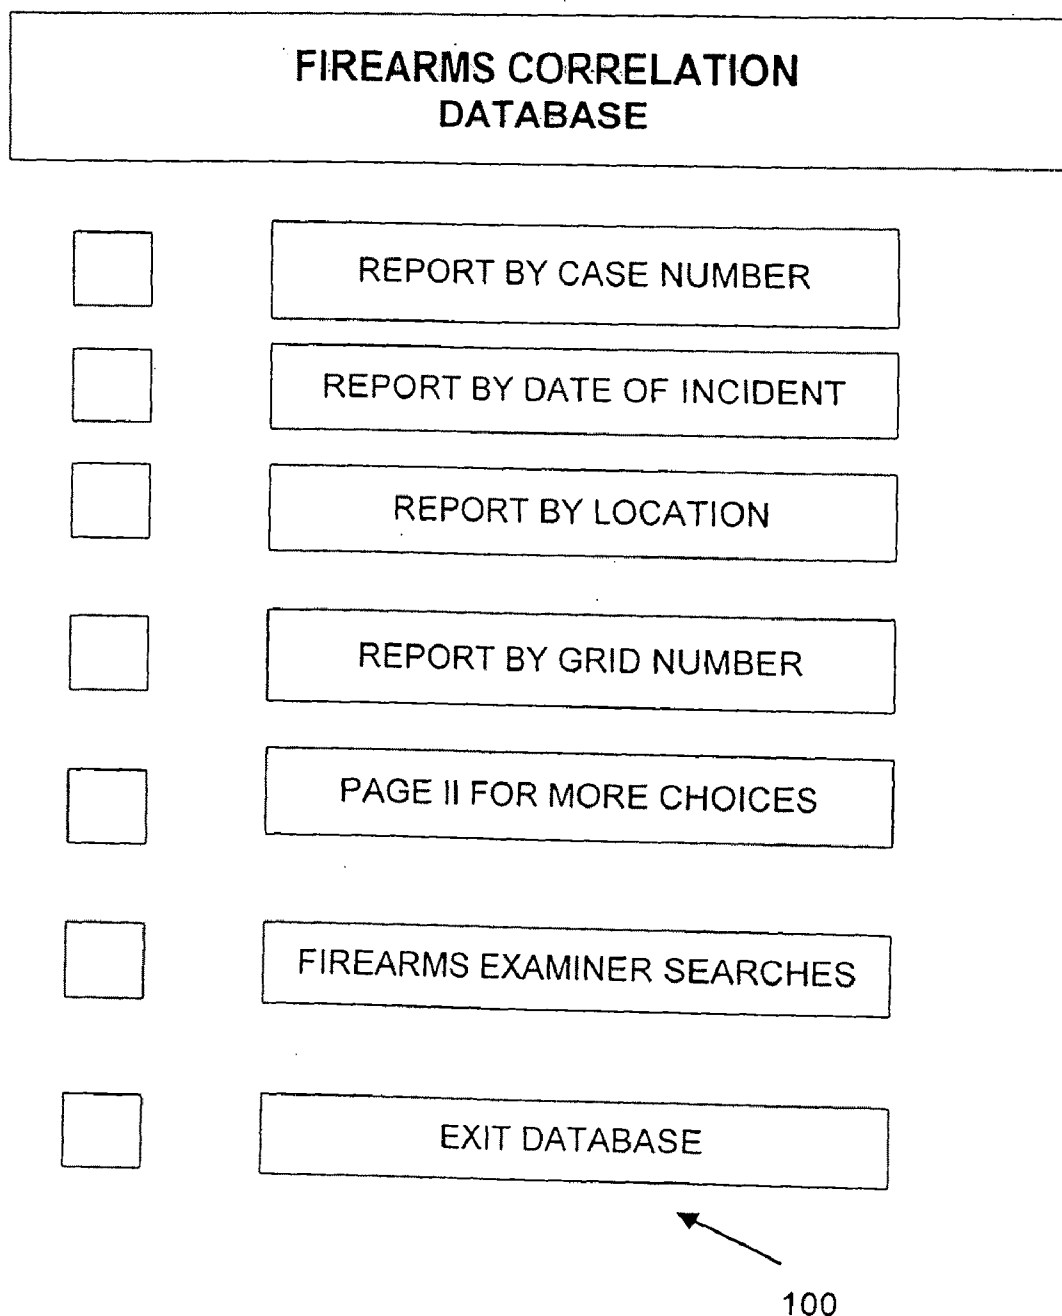 FIREARMS CORRELATION
DATABASE
REPORT BY CASE NUMBER
REPORT BY DATE OF INCIDENT
REPORT BY LOCATION
REPORT BY GRID NUMBER
PAGE II FOR MORE CHOICES
FIREARMS EXAMINER SEARCHES
EXIT DATABASE
100